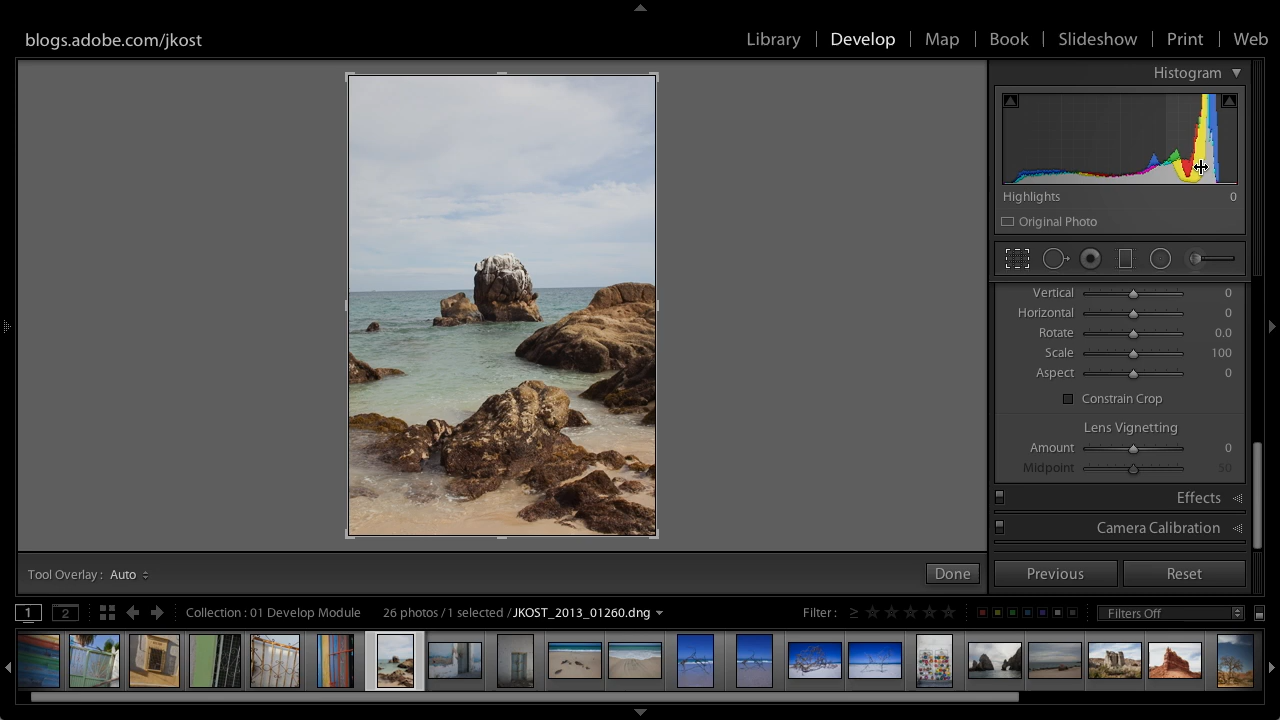 blogs.adobe.com/jkost
Library | Develop | Map | Book | Slideshow | Print | Web
Histogram
Highlights 0
Original Photo
Vertical 0
Horizontal 0
Rotate 0.0
Scale 100
Aspect 0
Constrain Crop
Lens Vignetting
Amount 0
Midpoint 50
Effects
Camera Calibration
Tool Overlay : Auto
Done
Previous
Reset
1 2 Collection : 01 Develop Module 26 photos / 1 selected / JKOST_2013_01260.dng Filter : ≥ Filters Off